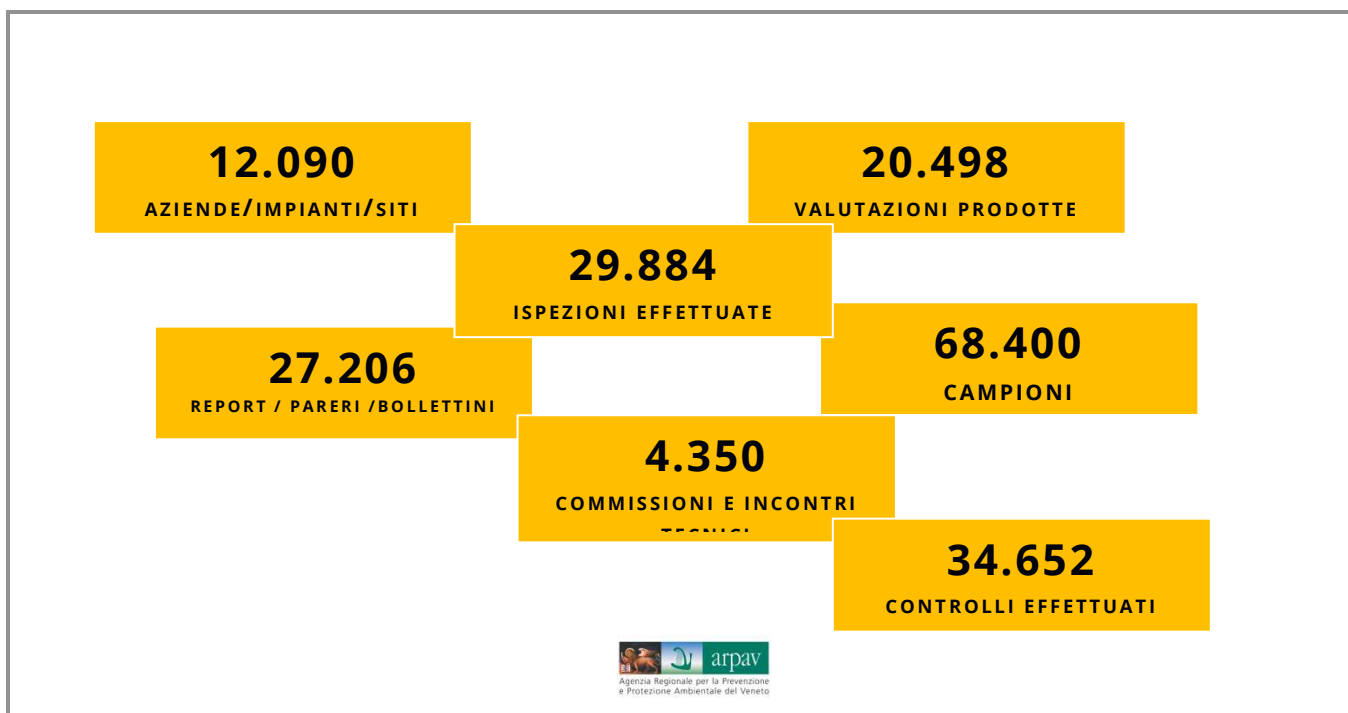 12.090
AZIENDE/IMPIANTI/SITI
20.498
VALUTAZIONI PRODOTTE
29.884
ISPEZIONI EFFETTUATE
27.206
REPORT / PARERI /BOLLETTINI
68.400
CAMPIONI
4.350
COMMISSIONI E INCONTRI
TECNICI
34.652
CONTROLLI EFFETTUATI
arpav
Agenzia Regionale per la Prevenzione
e Protezione Ambientale del Veneto